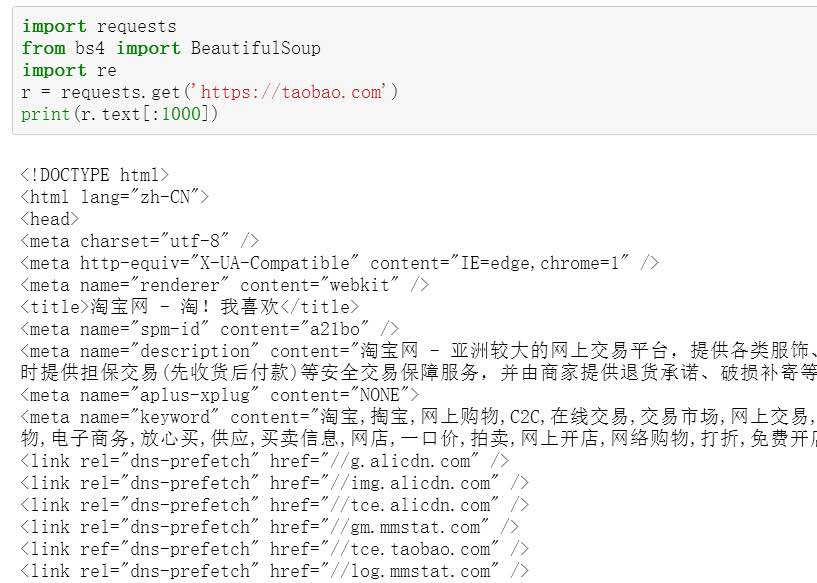 import requests
from bs4 import BeautifulSoup
import re
r = requests.get('https://taobao.com')
print(r.text[:1000])
<!DOCTYPE html>
<html lang="zh-CN">
<head>
<meta charset="utf-8" />
<meta http-equiv="X-UA-Compatible" content="IE=edge,chrome=1" />
<meta name="renderer" content="webkit" />
<title>淘宝网 - 淘！我喜欢</title>
<meta name="spm-id" content="a21bo" />
<meta name="description" content="淘宝网 - 亚洲较大的网上交易平台，提供各类服饰、
时提供担保交易(先收货后付款)等安全交易保障服务，并由商家提供退货承诺、破损补寄等
<meta name="aplus-xplug" content="NONE">
<meta name="keyword" content="淘宝,掏宝,网上购物,C2C,在线交易,交易市场,网上交易,
物,电子商务,放心买,供应,买卖信息,网店,一口价,拍卖,网上开店,网络购物,打折,免费开店
<link rel="dns-prefetch" href="//g.alicdn.com" />
<link rel="dns-prefetch" href="//img.alicdn.com" />
<link rel="dns-prefetch" href="//tce.alicdn.com" />
<link rel="dns-prefetch" href="//gm.mmstat.com" />
<link ref="dns-prefetch" href="//tce.taobao.com" />
<link rel="dns-prefetch" href="//log.mmstat.com" />